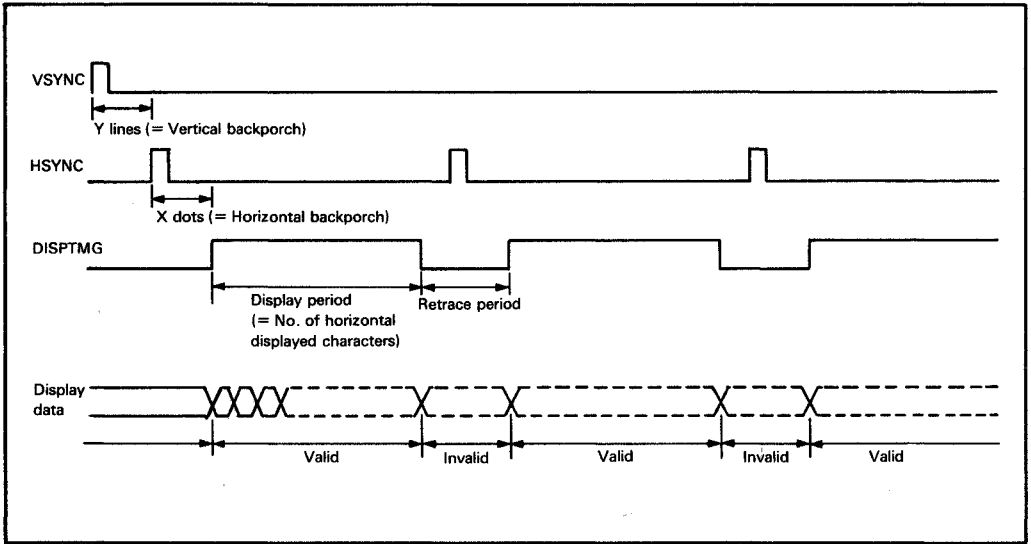 VSYNC
Y lines (= Vertical backporch)
HSYNC
X dots (= Horizontal backporch)
DISPTMG
Display period
(= No. of horizontal
displayed characters)
Retrace period
Display
data
Valid
Invalid
Valid
Invalid
Valid